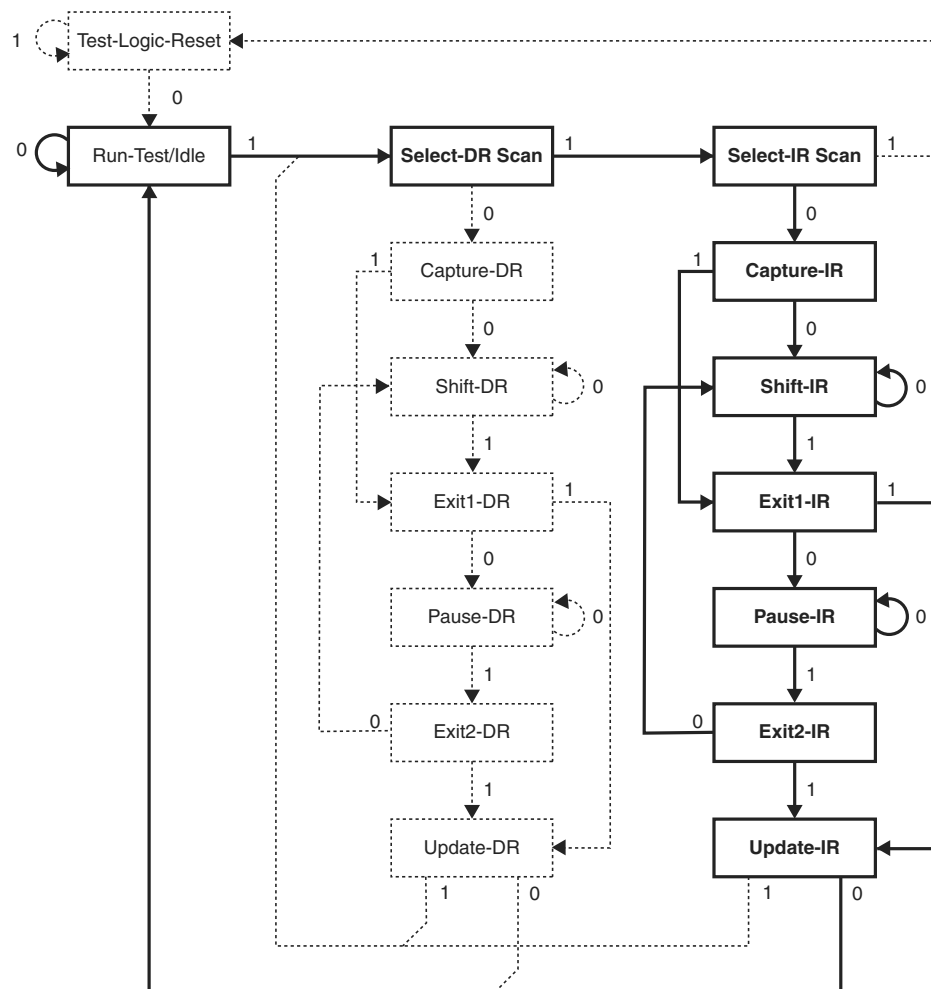 1 Test-Logic-Reset
0
0 Run-Test/Idle 1 Select-DR Scan 1 Select-IR Scan 1
0 0
1 Capture-DR 1 Capture-IR
0 0
Shift-DR 0 Shift-IR 0
1 1
Exit1-DR 1 Exit1-IR 1
0 0
Pause-DR 0 Pause-IR 0
1 1
0 Exit2-DR 0 Exit2-IR
1 1
Update-DR Update-IR
1 0 1 0